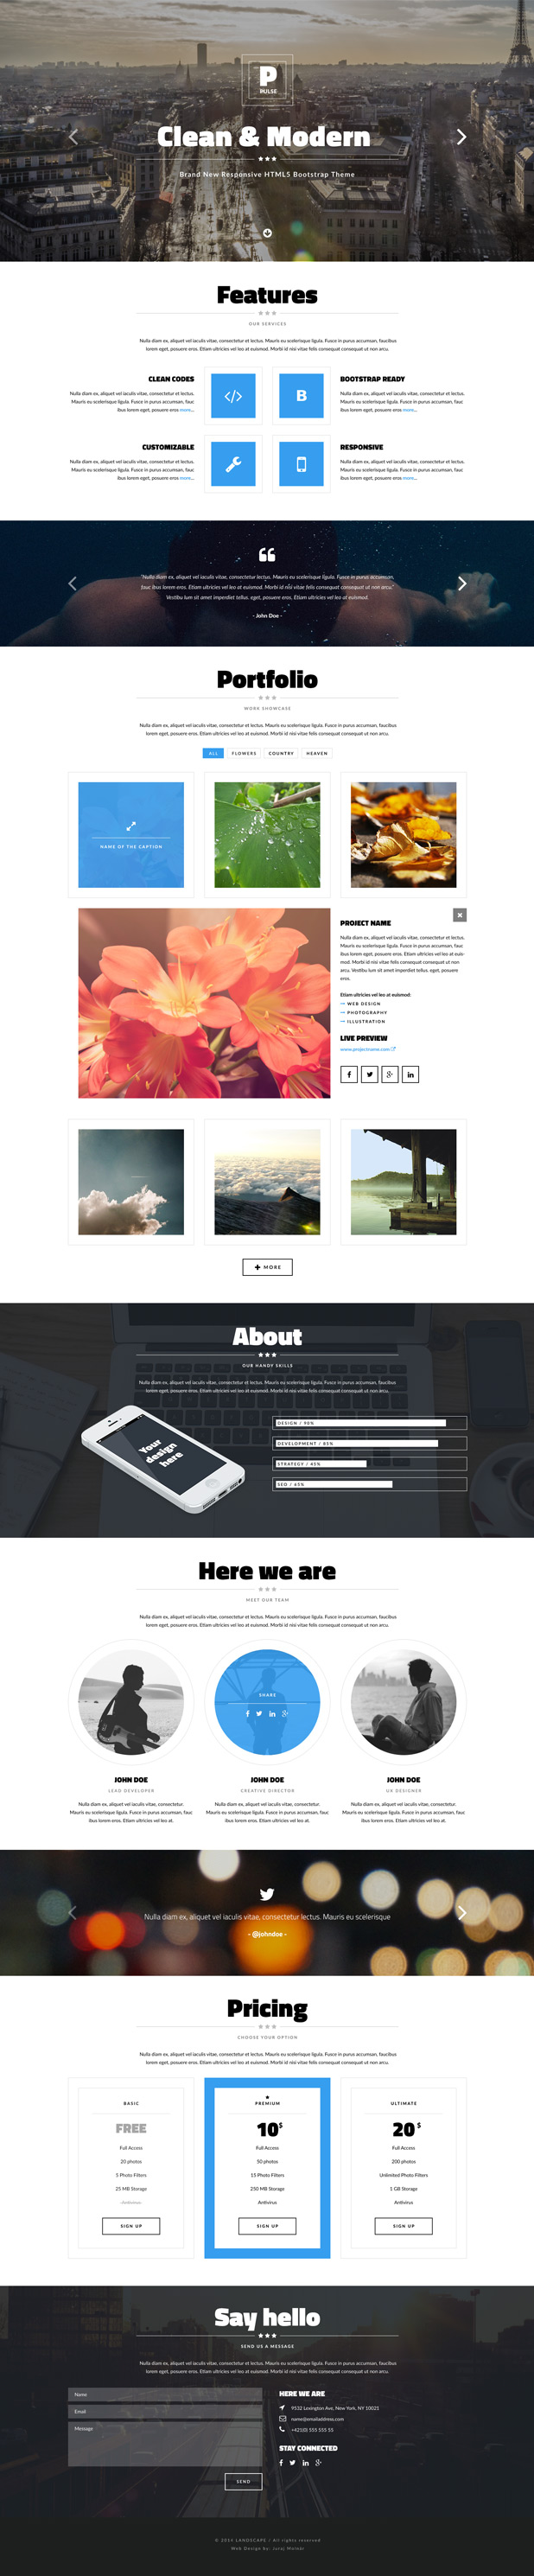 P
PULSE
Clean & Modern
Brand New Responsive HTML5 Bootstrap Theme
Features
OUR SERVICES
Nulla diam ex, aliquet vel iaculis vitae, consectetur et lectus. Mauris eu scelerisque ligula. Fusce in purus accumsan, faucibus
lorem eget, posuere eros. Etiam ultricies vel leo at euismod. Morbi id nisi vitae felis consequat consequat ut non arcu.
CLEAN CODES
Nulla diam ex, aliquet vel iaculis vitae, consectetur et lectus.
Mauris eu scelerisque ligula. Fusce in purus accumsan, fauc
ibus lorem eget, posuere eros more...
</>
B
BOOTSTRAP READY
Nulla diam ex, aliquet vel iaculis vitae, consectetur et lectus.
Mauris eu scelerisque ligula. Fusce in purus accumsan, fauc
ibus lorem eget, posuere eros more...
CUSTOMIZABLE
Nulla diam ex, aliquet vel iaculis vitae, consectetur et lectus.
Mauris eu scelerisque ligula. Fusce in purus accumsan, fauc
ibus lorem eget, posuere eros more...
RESPONSIVE
Nulla diam ex, aliquet vel iaculis vitae, consectetur et lectus.
Mauris eu scelerisque ligula. Fusce in purus accumsan, fauc
ibus lorem eget, posuere eros more...
"Nulla diam ex, aliquet vel iaculis vitae, consectetur lectus. Mauris eu scelerisque ligula. Fusce in purus accumsan,
fauc ibus lorem eros. Etiam ultricies vel leo at euismod. Morbi id nisi vitae felis consequat ut non arcu."
Vestibu lum sit amet imperdiet tellus. eget, posuere eros. Etiam ultricies vel leo at euismod.
- John Doe -
Portfolio
WORK SHOWCASE
Nulla diam ex, aliquet vel iaculis vitae, consectetur et lectus. Mauris eu scelerisque ligula. Fusce in purus accumsan, faucibus
lorem eget, posuere eros. Etiam ultricies vel leo at euismod. Morbi id nisi vitae felis consequat consequat ut non arcu.
ALL FLOWERS COUNTRY HEAVEN
NAME OF THE CAPTION
PROJECT NAME
Nulla diam ex, aliquet vel iaculis vitae, consectetur et lectus.
Mauris eu scelerisque ligula. Fusce in purus accumsan, fauc
ibus lorem eget, posuere eros. Etiam ultricies vel leo at euis-
mod. Morbi id nisi vitae felis consequat consequat ut non
arcu. Vestibu lum sit amet imperdiet tellus. eget, posuere
eros.
Etiam ultricies vel leo at euismod:
WEB DESIGN
PHOTOGRAPHY
ILLUSTRATION
LIVE PREVIEW
www.projectname.com
MORE
About
OUR HANDY SKILLS
Nulla diam ex, aliquet vel iaculis vitae, consectetur et lectus. Mauris eu scelerisque ligula. Fusce in purus accumsan, faucibus
lorem eget, posuere eros. Etiam ultricies vel leo at euismod. Morbi id nisi vitae felis consequat consequat ut non arcu.
Your
design
here
DESIGN / 90%
DEVELOPMENT / 85%
STRATEGY / 45%
SEO / 65%
Here we are
MEET OUR TEAM
Nulla diam ex, aliquet vel iaculis vitae, consectetur et lectus. Mauris eu scelerisque ligula. Fusce in purus accumsan, faucibus
lorem eget, posuere eros. Etiam ultricies vel leo at euismod. Morbi id nisi vitae felis consequat consequat ut non arcu.
SHARE
JOHN DOE
LEAD DEVELOPER
Nulla diam ex, aliquet vel iaculis vitae, consectetur.
Mauris eu scelerisque ligula. Fusce in purus accumsan, fauc
ibus lorem eros. Etiam ultricies vel leo at.
JOHN DOE
CREATIVE DIRECTOR
Nulla diam ex, aliquet vel iaculis vitae, consectetur.
Mauris eu scelerisque ligula. Fusce in purus accumsan, fauc
ibus lorem eros. Etiam ultricies vel leo at.
JOHN DOE
UX DESIGNER
Nulla diam ex, aliquet vel iaculis vitae, consectetur.
Mauris eu scelerisque ligula. Fusce in purus accumsan, fauc
ibus lorem eros. Etiam ultricies vel leo at.
Nulla diam ex, aliquet vel iaculis vitae, consectetur lectus. Mauris eu scelerisque
- @johndoe -
Pricing
CHOOSE YOUR OPTION
Nulla diam ex, aliquet vel iaculis vitae, consectetur et lectus. Mauris eu scelerisque ligula. Fusce in purus accumsan, faucibus
lorem eget, posuere eros. Etiam ultricies vel leo at euismod. Morbi id nisi vitae felis consequat consequat ut non arcu.
BASIC
FREE
Full Access
20 photos
5 Photo Filters
25 MB Storage
Antivirus
SIGN UP
PREMIUM
10$
Full Access
50 photos
15 Photo Filters
250 MB Storage
Antivirus
SIGN UP
ULTIMATE
20$
Full Access
200 photos
Unlimited Photo Filters
1 GB Storage
Antivirus
SIGN UP
Say hello
SEND US A MESSAGE
Nulla diam ex, aliquet vel iaculis vitae, consectetur et lectus. Mauris eu scelerisque ligula. Fusce in purus accumsan, faucibus
lorem eget, posuere eros. Etiam ultricies vel leo at euismod. Morbi id nisi vitae felis consequat consequat ut non arcu.
Name
Email
Message
SEND
HERE WE ARE
9532 Lexington Ave, New York, NY 10025
name@emailaddress.com
+421(0) 555 555 55
STAY CONNECTED
© 2014 LANDSCAPE / All rights reserved
Web Design by: Juraj Molnár